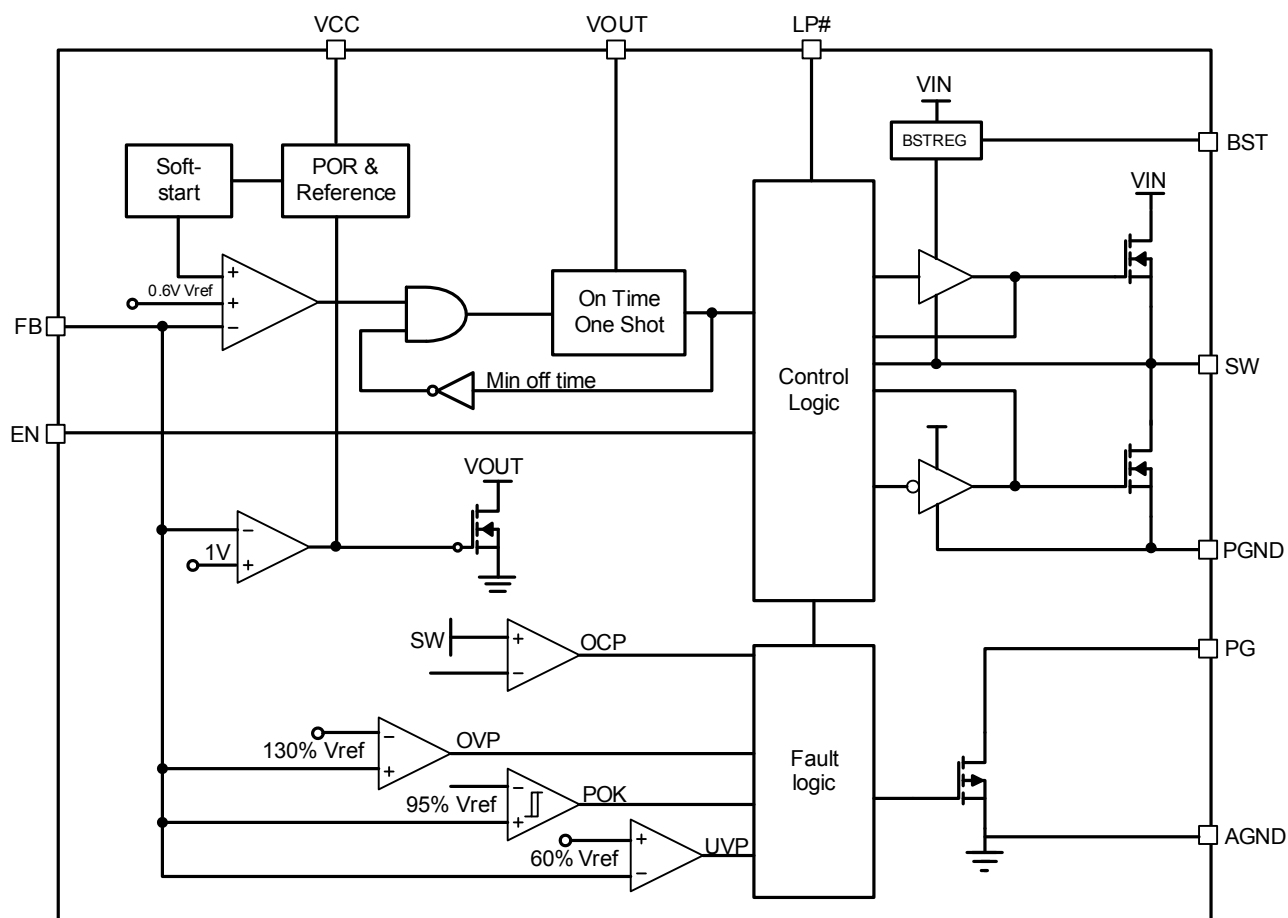 VCC
VOUT
LP#
VIN
BSTREG
BST
Soft-
start
POR &
Reference
VIN
+
0.6V Vref
+
−
FB
On Time
One Shot
Min off time
Control
Logic
SW
EN
VOUT
−
1V
+
PGND
SW
+
−
OCP
PG
130% Vref
−
+
OVP
Fault
logic
95% Vref
−
+
POK
60% Vref
+
−
UVP
AGND